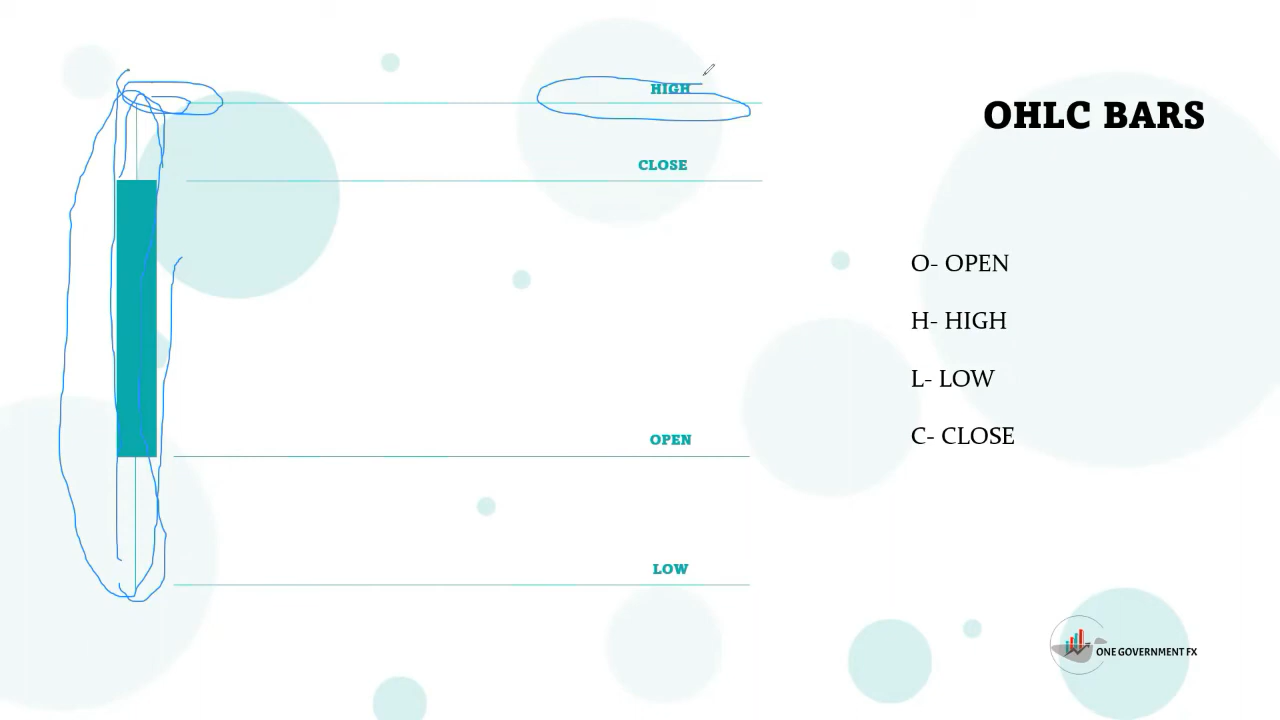 HIGH
OHLC BARS
CLOSE
O- OPEN
H- HIGH
L- LOW
C- CLOSE
OPEN
LOW
ONE GOVERNMENT FX